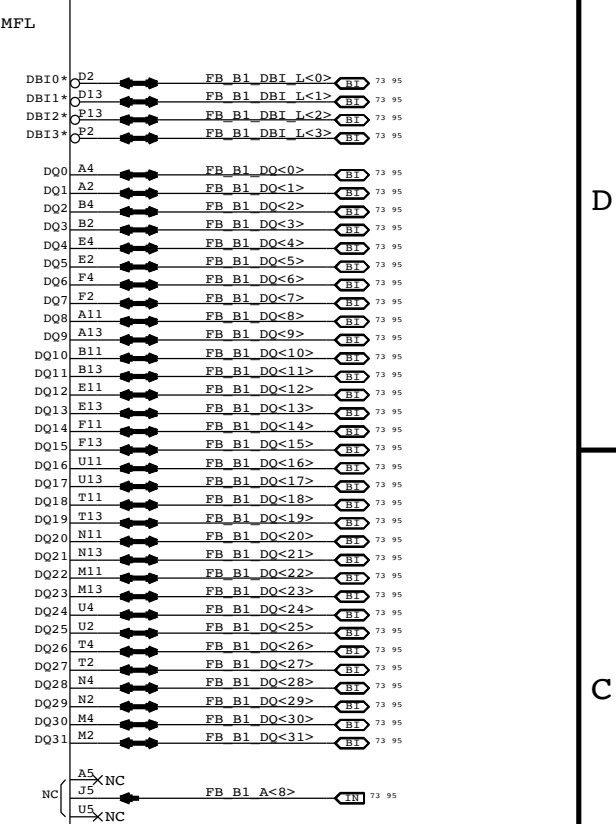 MFL
DBI0* D2 FB_B1_DBI_L<0> BI 73 95
DBI1* D13 FB_B1_DBI_L<1> BI 73 95
DBI2* P13 FB_B1_DBI_L<2> BI 73 95
DBI3* P2 FB_B1_DBI_L<3> BI 73 95
DQ0 A4 FB_B1_DQ<0> BI 73 95
DQ1 A2 FB_B1_DQ<1> BI 73 95
DQ2 B4 FB_B1_DQ<2> BI 73 95
DQ3 B2 FB_B1_DQ<3> BI 73 95
DQ4 E4 FB_B1_DQ<4> BI 73 95
D
DQ5 E2 FB_B1_DQ<5> BI 73 95
DQ6 F4 FB_B1_DQ<6> BI 73 95
DQ7 F2 FB_B1_DQ<7> BI 73 95
DQ8 A11 FB_B1_DQ<8> BI 73 95
DQ9 A13 FB_B1_DQ<9> BI 73 95
DQ10 B11 FB_B1_DQ<10> BI 73 95
DQ11 B13 FB_B1_DQ<11> BI 73 95
DQ12 E11 FB_B1_DQ<12> BI 73 95
DQ13 E13 FB_B1_DQ<13> BI 73 95
DQ14 F11 FB_B1_DQ<14> BI 73 95
DQ15 F13 FB_B1_DQ<15> BI 73 95
DQ16 U11 FB_B1_DQ<16> BI 73 95
DQ17 U13 FB_B1_DQ<17> BI 73 95
DQ18 T11 FB_B1_DQ<18> BI 73 95
DQ19 T13 FB_B1_DQ<19> BI 73 95
DQ20 N11 FB_B1_DQ<20> BI 73 95
DQ21 N13 FB_B1_DQ<21> BI 73 95
DQ22 M11 FB_B1_DQ<22> BI 73 95
DQ23 M13 FB_B1_DQ<23> BI 73 95
DQ24 U4 FB_B1_DQ<24> BI 73 95
DQ25 U2 FB_B1_DQ<25> BI 73 95
DQ26 T4 FB_B1_DQ<26> BI 73 95
DQ27 T2 FB_B1_DQ<27> BI 73 95
DQ28 N4 FB_B1_DQ<28> BI 73 95
C
DQ29 N2 FB_B1_DQ<29> BI 73 95
DQ30 M4 FB_B1_DQ<30> BI 73 95
DQ31 M2 FB_B1_DQ<31> BI 73 95
A5 NC
NC J5 FB_B1_A<8> IN 73 95
U5 NC